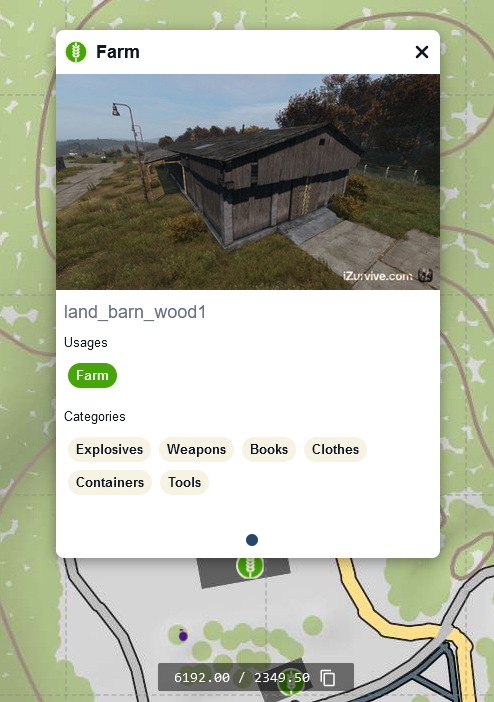 Farm
iZurvive.com
land_barn_wood1
Usages
Farm
Categories
Explosives Weapons Books Clothes
Containers Tools
6192.00 / 2349.50